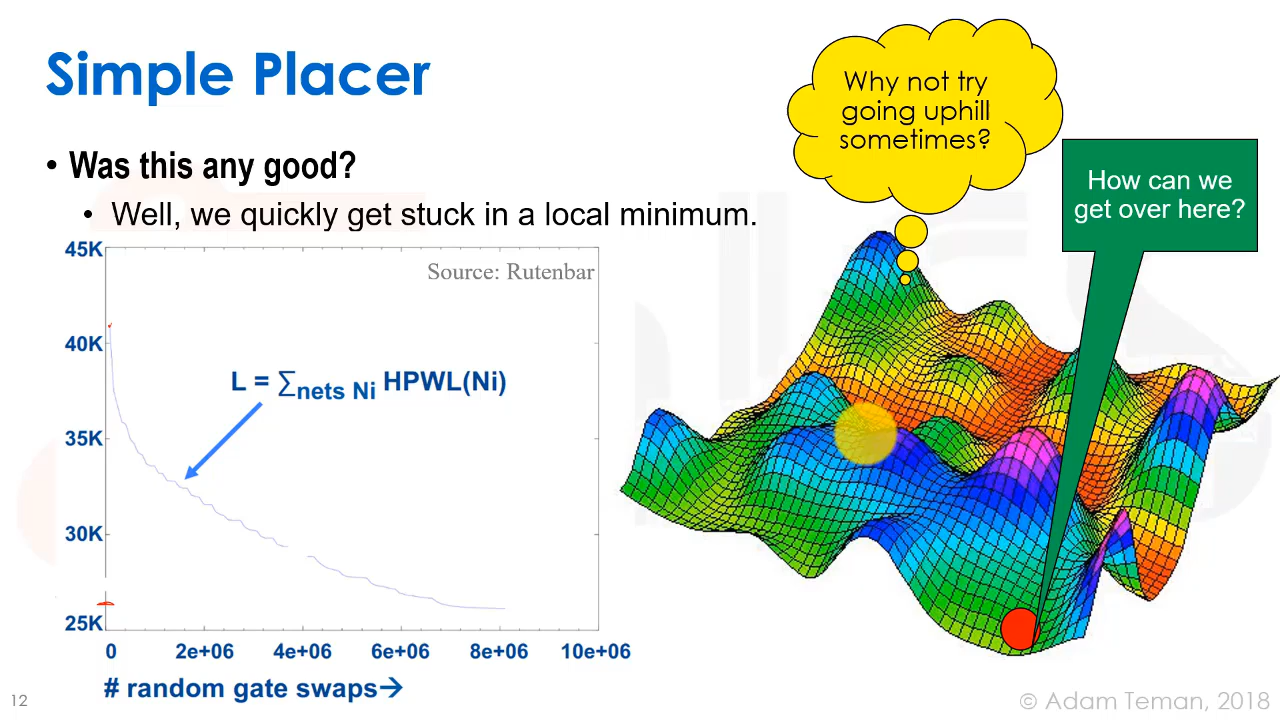 Simple Placer
Why not try
going uphill
sometimes?
• Was this any good?
How can we
get over here?
• Well, we quickly get stuck in a local minimum.
45K
Source: Rutenbar
40K
L = ∑nets Ni HPWL(Ni)
35K
30K
25K
0 2e+06 4e+06 6e+06 8e+06 10e+06
# random gate swaps→
12
© Adam Teman, 2018